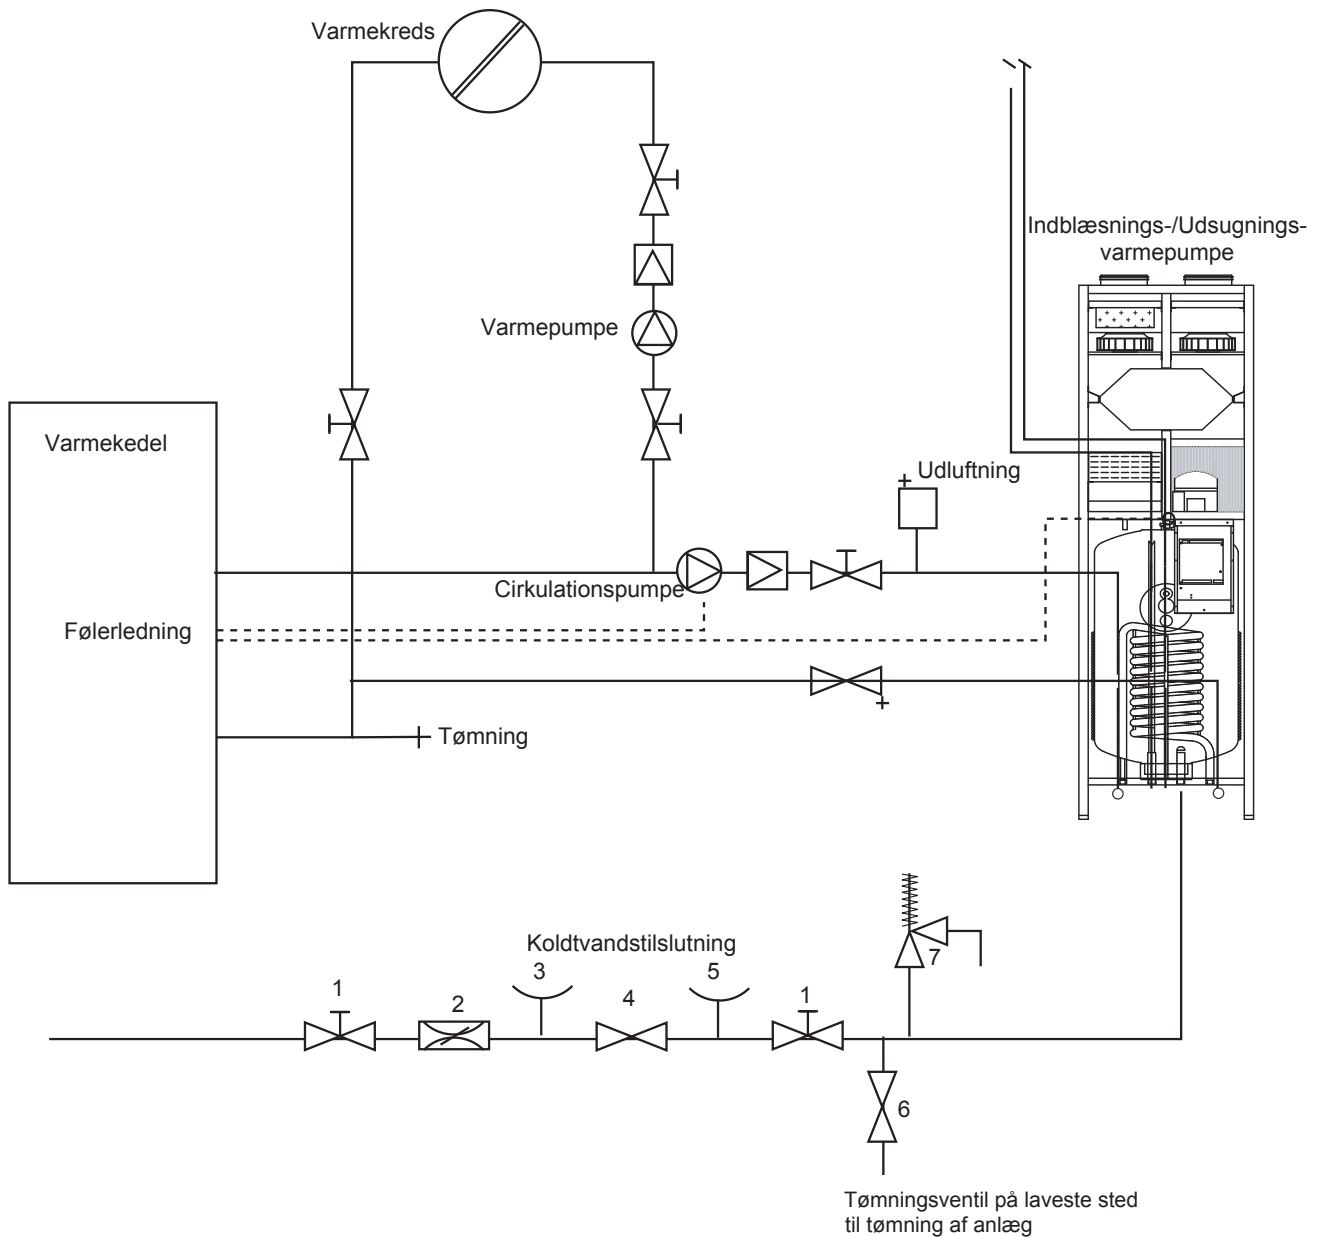 Varmekreds
Indblæsnings-/Udsugnings-
varmepumpe
Varmepumpe
Varmekedel
Udluftning
Cirkulationspumpe
Følerledning
Tømning
Koldtvandstilslutning
1
2
3
4
5
1
7
6
Tømningsventil på laveste sted
til tømning af anlæg